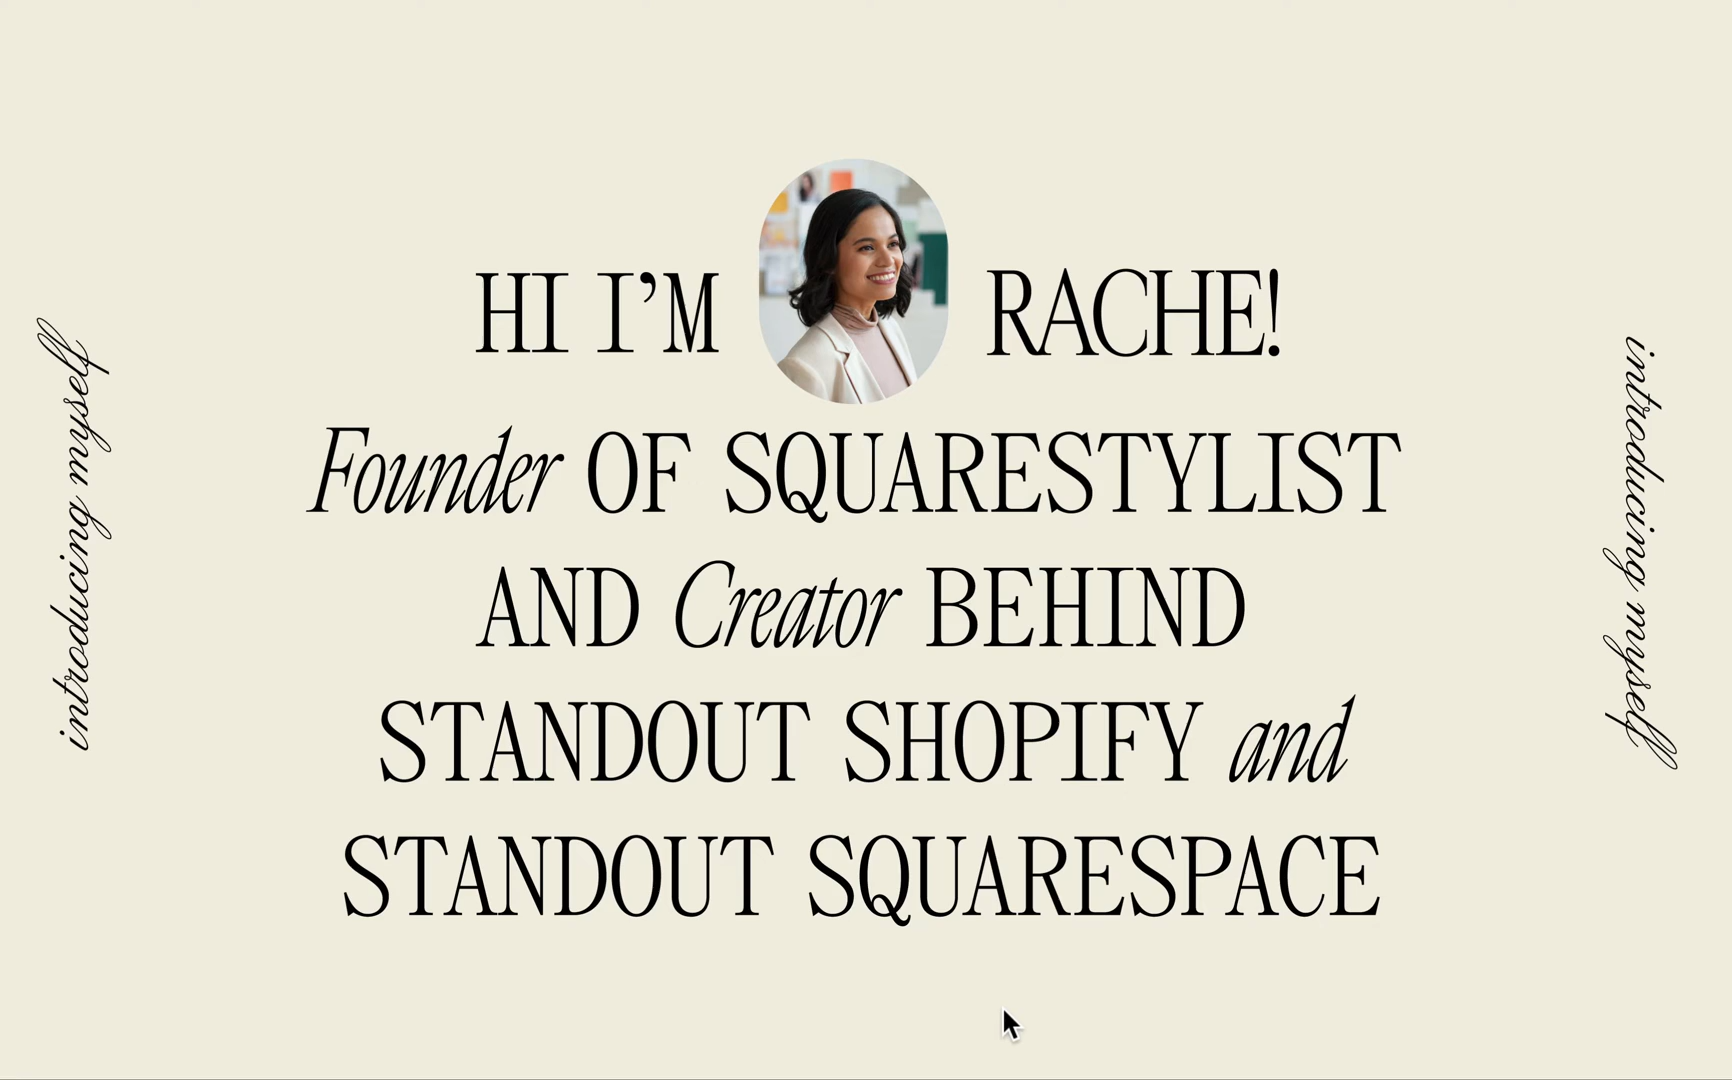 HI I’M RACHE!
Founder OF SQUARESTYLIST
AND Creator BEHIND
STANDOUT SHOPIFY and
STANDOUT SQUARESPACE
introducing myself
introducing myself